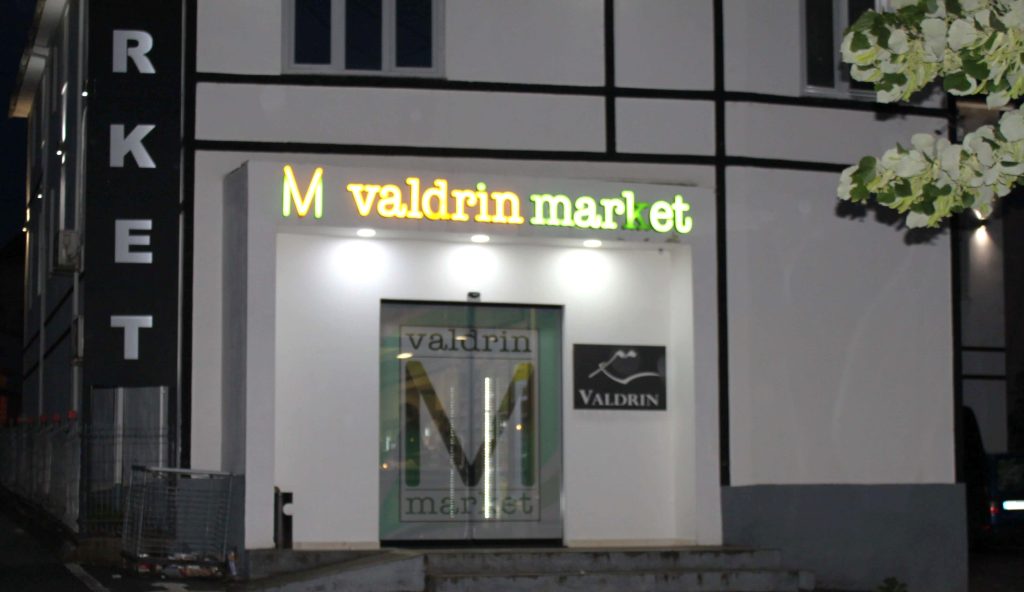 RKET
M valdrin market
valdrin
M
market
VALDRIN